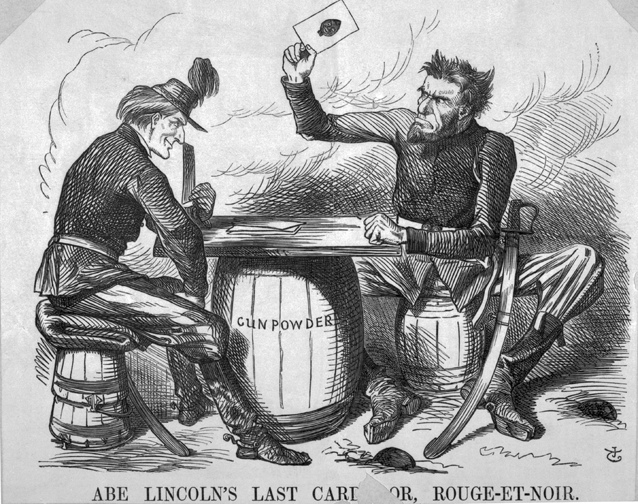 GUNPOWDER
ABE LINCOLN'S LAST CARD OR, ROUGE-ET-NOIR.